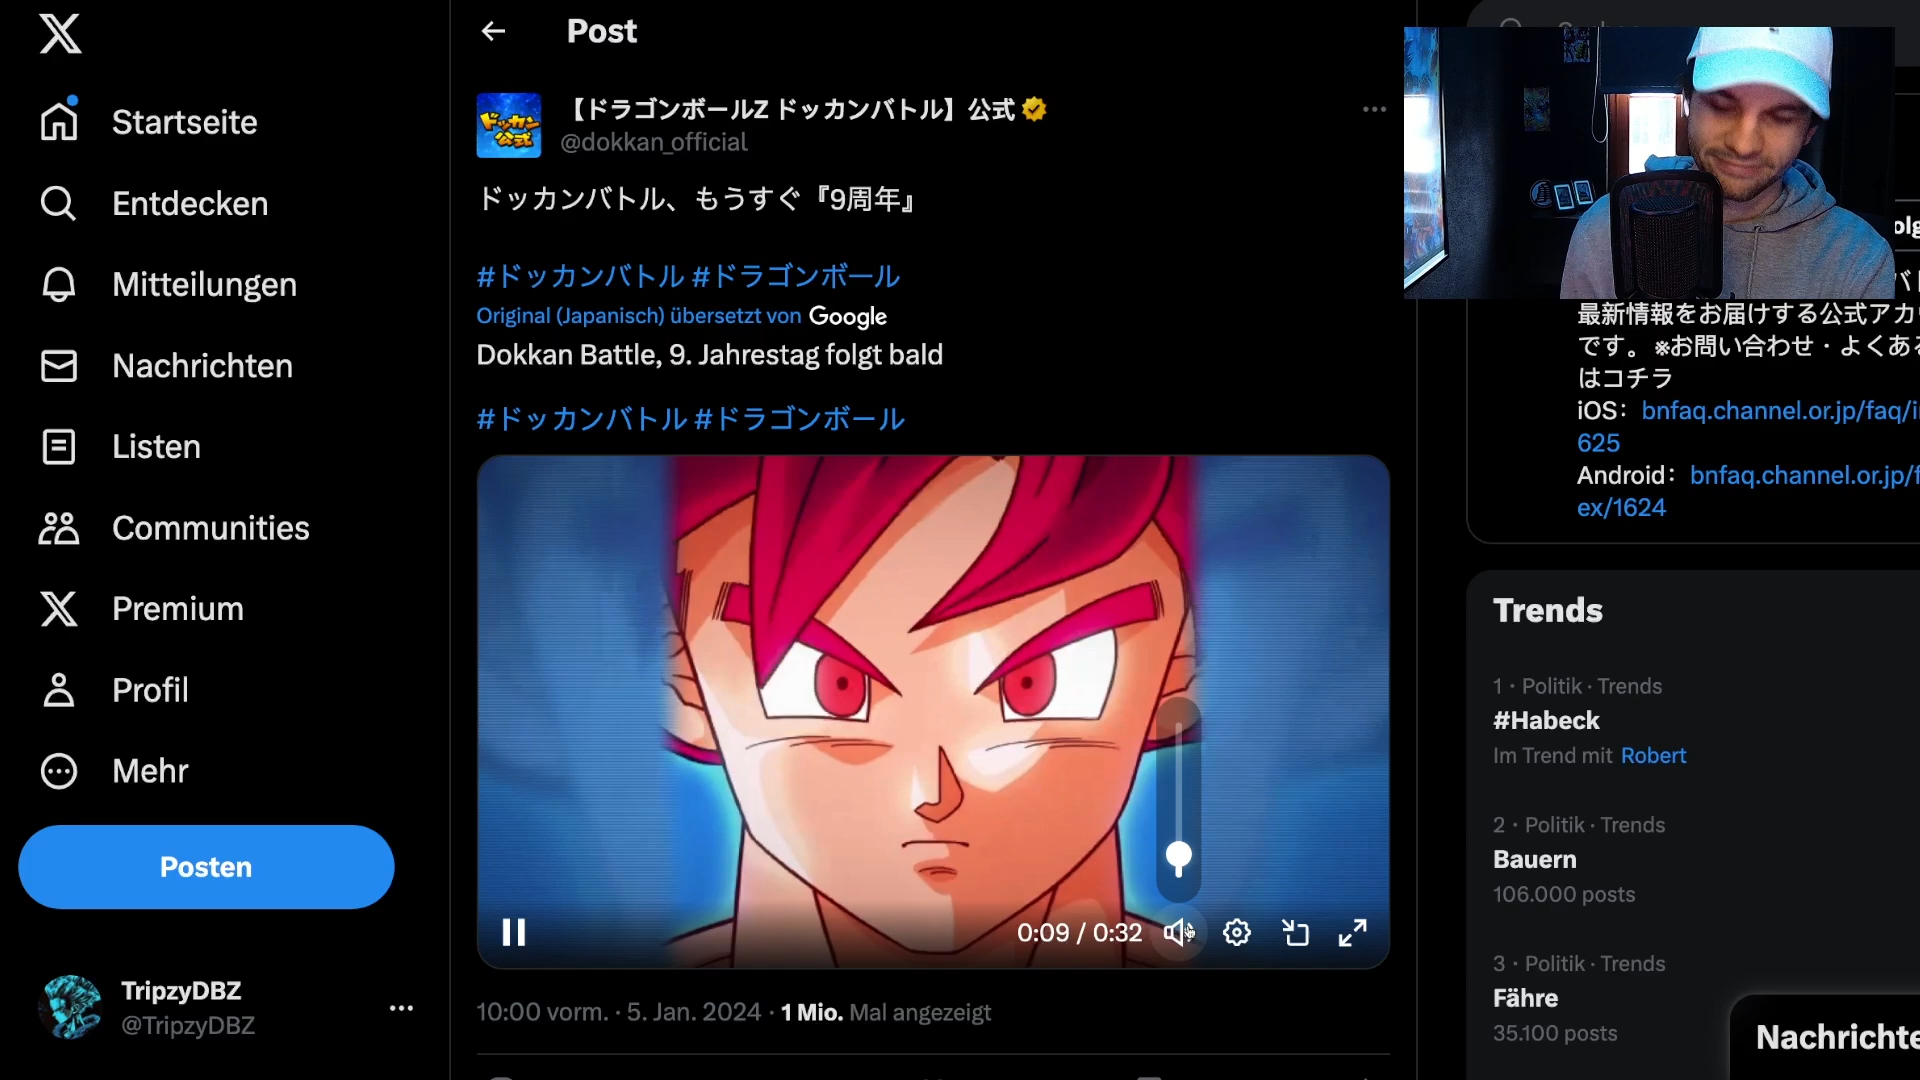 Startseite
Entdecken
Mitteilungen
Nachrichten
Listen
Communities
Premium
Profil
Mehr
Posten
TripzyDBZ
@TripzyDBZ
Post
【ドラゴンボールZ ドッカンバトル】公式
@dokkan_official
ドッカンバトル、もうすぐ『9周年』
#ドッカンバトル #ドラゴンボール
Original (Japanisch) übersetzt von Google
Dokkan Battle, 9. Jahrestag folgt bald
#ドッカンバトル #ドラゴンボール
0:09 / 0:32
10:00 vorm. · 5. Jan. 2024 · 1 Mio. Mal angezeigt
最新情報をお届けする公式アカ
です。 ※お問い合わせ・よくある
はコチラ
iOS： bnfaq.channel.or.jp/faq/i
625
Android： bnfaq.channel.or.jp/f
ex/1624
Trends
1 · Politik · Trends
#Habeck
Im Trend mit Robert
2 · Politik · Trends
Bauern
106.000 posts
3 · Politik · Trends
Fähre
35.100 posts
Nachrichte